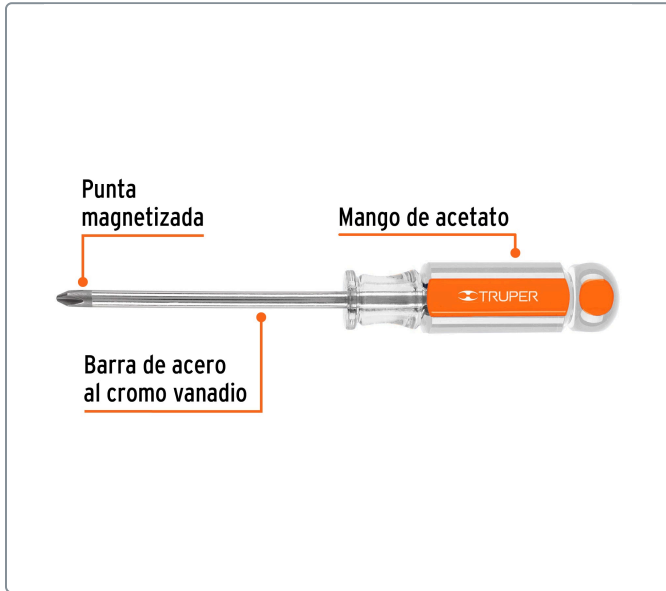 Punta
magnetizada
Mango de acetato
TRUPER
Barra de acero
al cromo vanadio